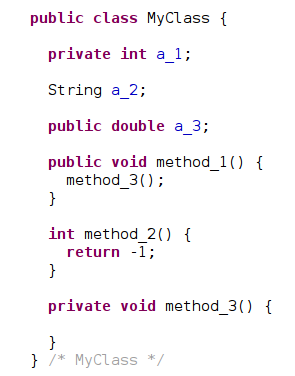 public class MyClass {
private int a_1;
String a_2;
public double a_3;
public void method_1() {
method_3();
}
int method_2() {
return -1;
}
private void method_3() {
}
} /* MyClass */